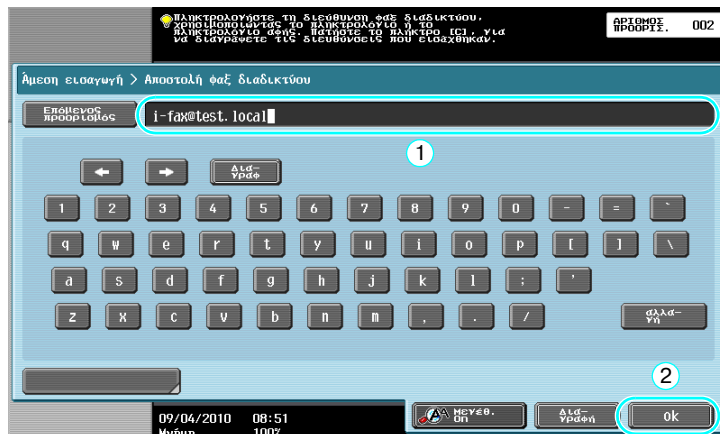 Πληκτρολογήστε τη διεύθυνση φαξ διαδικτύου,
χρησιμοποιώντας το πληκτρολόγιο ή το
πληκτρολόγιο αφής. Πατήστε το πλήκτρο [C], για
να διαγράψετε τις διευθύνσεις που εισάχθηκαν.
ΑΡΙΘΜΟΣ
ΠΡΟΟΡΙΣ. 002
Άμεση εισαγωγή > Αποστολή φαξ διαδικτύου
Επόμενος
προορισμός
i-fax@test.local
1
← →
Δια-
γραφ
1 2 3 4 5 6 7 8 9 0 - = `
q w e r t y u i o p [ ] \
a s d f g h j k l ; '
z x c v b n m , . /
αλλα-
γή
2
09/04/2010 08:51
Μνήμη 100%
Μεγέθ.
On
Δια-
γραφή
Ok